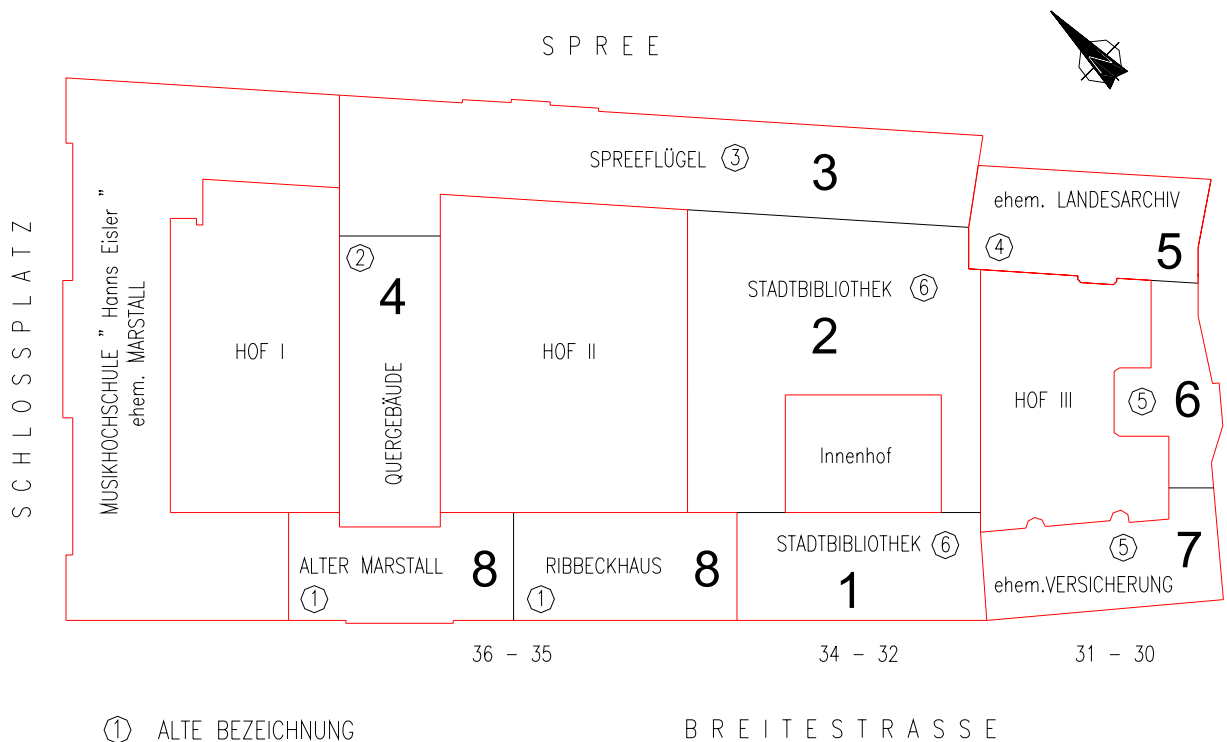 SPREE
SPREEFLÜGEL 3
3
ehem. LANDESARCHIV
4
5
SCHLOSSPLATZ
MUSIKHOCHSCHULE " Hanns Eisler "
ehem. MARSTALL
HOF I
2
4
QUERGEBÄUDE
HOF II
STADTBIBLIOTHEK 6
2
Innenhof
HOF III
5
6
ALTER MARSTALL
1
8
RIBBECKHAUS
1
8
STADTBIBLIOTHEK 6
1
5
7
ehem.VERSICHERUNG
36 - 35
34 - 32
31 - 30
1 ALTE BEZEICHNUNG
BREITESTRASSE